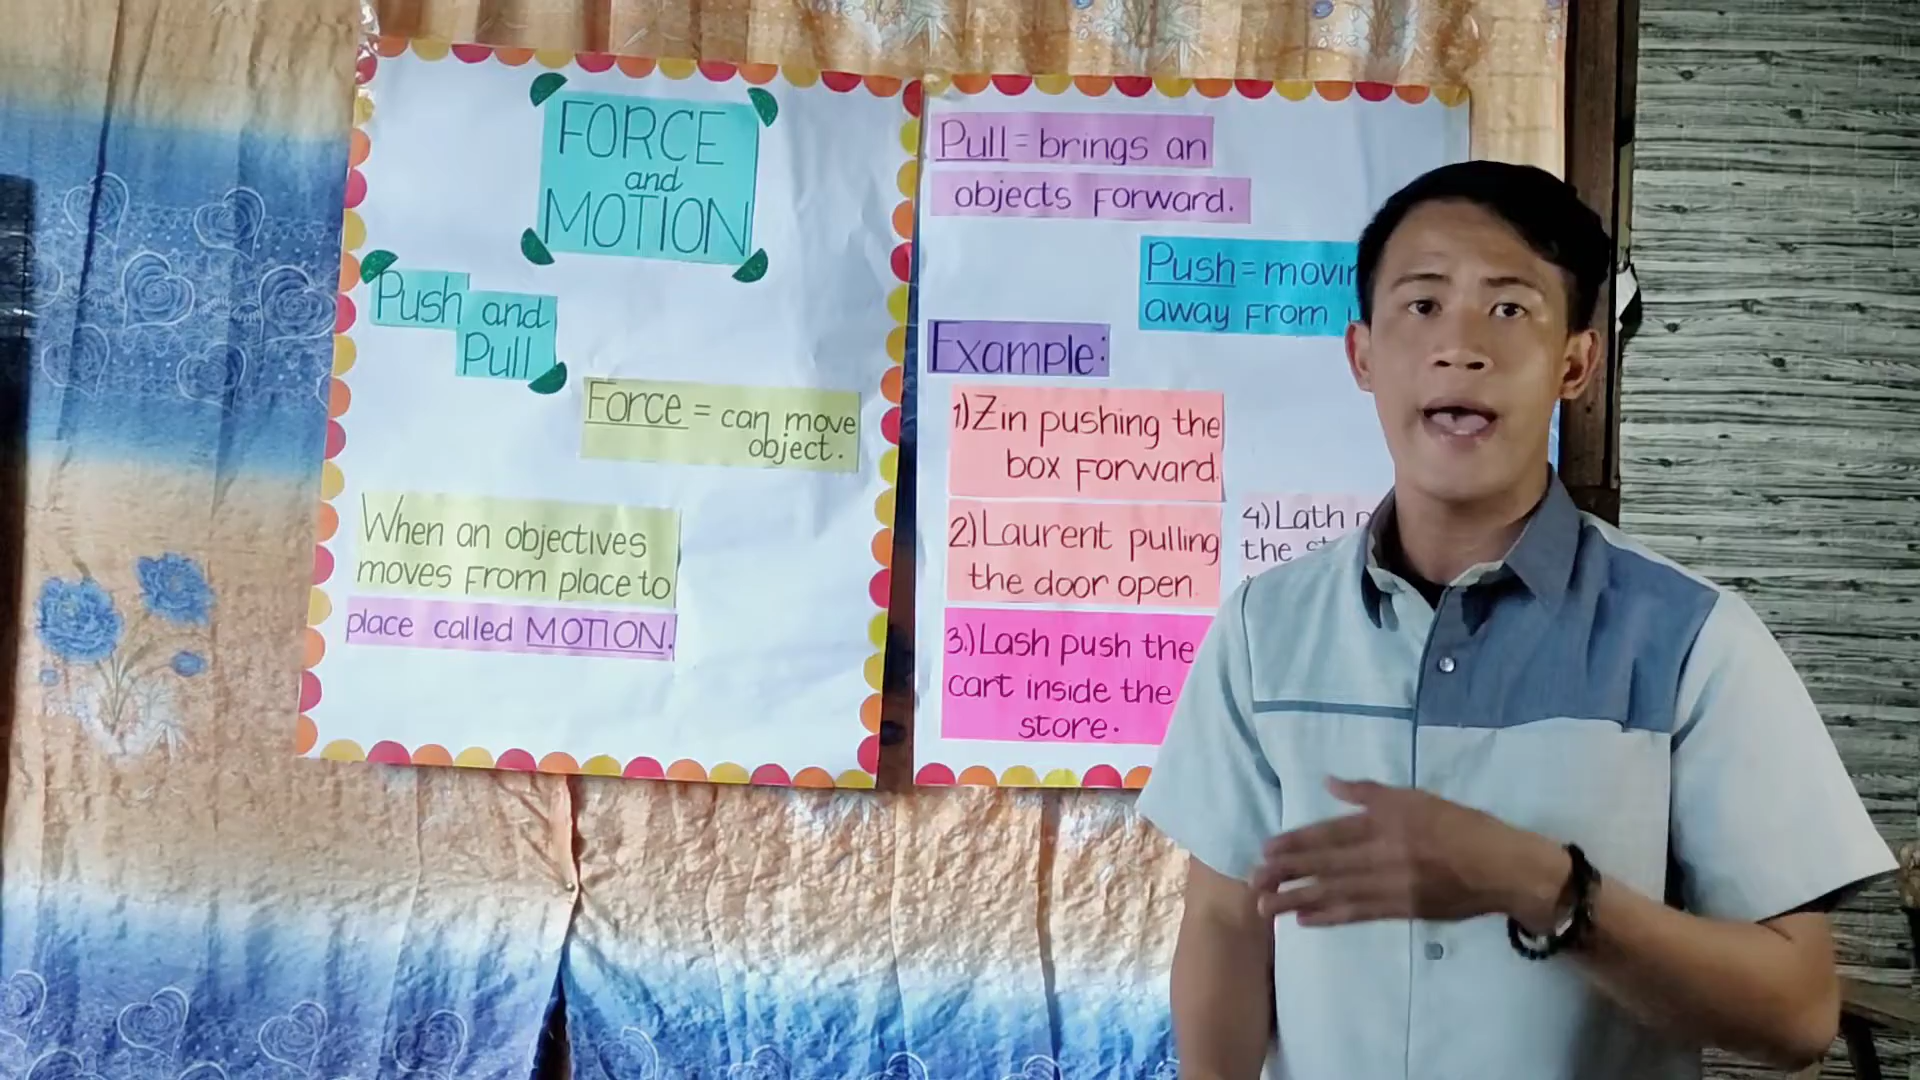 FORCE
and
MOTION
Push and
Pull
Force = can move
object.
When an objectives
moves from place to
place called MOTION.
Pull = brings an
objects forward.
Push =
away from
Example:
1) Zin pushing the
box forward.
2.) Laurent pulling
the door open.
3.) Lash push the
cart inside the
store.
4.) Lath
the